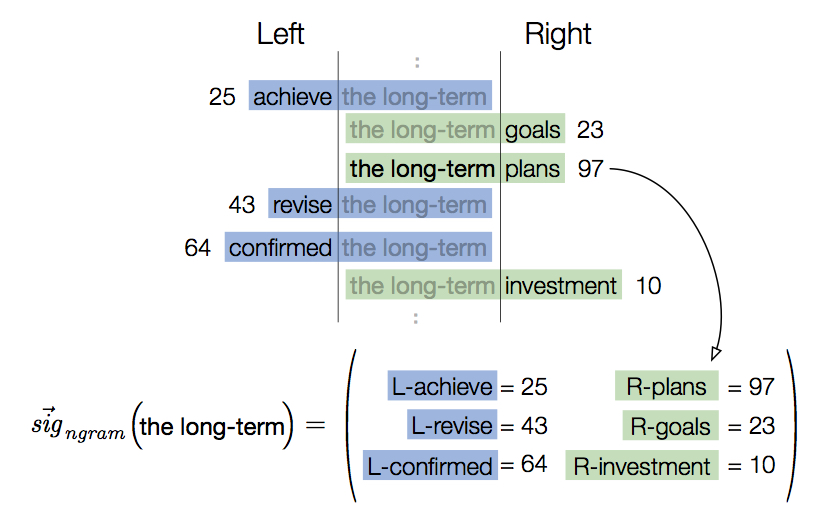 Left Right
:
25 achieve the long-term
the long-term goals 23
the long-term plans 97
43 revise the long-term
64 confirmed the long-term
the long-term investment 10
:
L-achieve = 25 R-plans = 97
sig⃗ngram(the long-term) = L-revise = 43 R-goals = 23
L-confirmed = 64 R-investment = 10